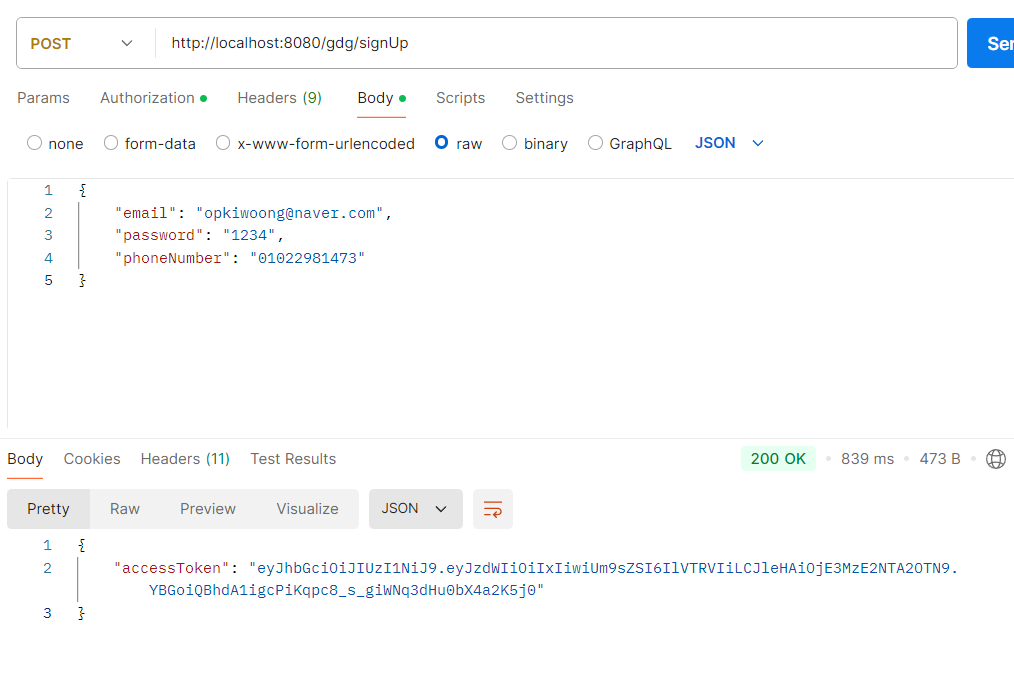 POST http://localhost:8080/gdg/signUp Ser
Params Authorization Headers (9) Body Scripts Settings
none form-data x-www-form-urlencoded raw binary GraphQL JSON
1 {
2 "email": "opkiwoong@naver.com",
3 "password": "1234",
4 "phoneNumber": "01022981473"
5 }
Body Cookies Headers (11) Test Results 200 OK 839 ms 473 B
Pretty Raw Preview Visualize JSON
1 {
2 "accessToken": "eyJhbGciOiJIUzI1NiJ9.eyJzdWIiOiIxIiwiUm9sZSI6IlVTRVIiLCJleHAiOjE3MzE2NTA2OTN9.
YBGoiQBhdA1igcPiKqpc8_s_giWNq3dHu0bX4a2K5j0"
3 }